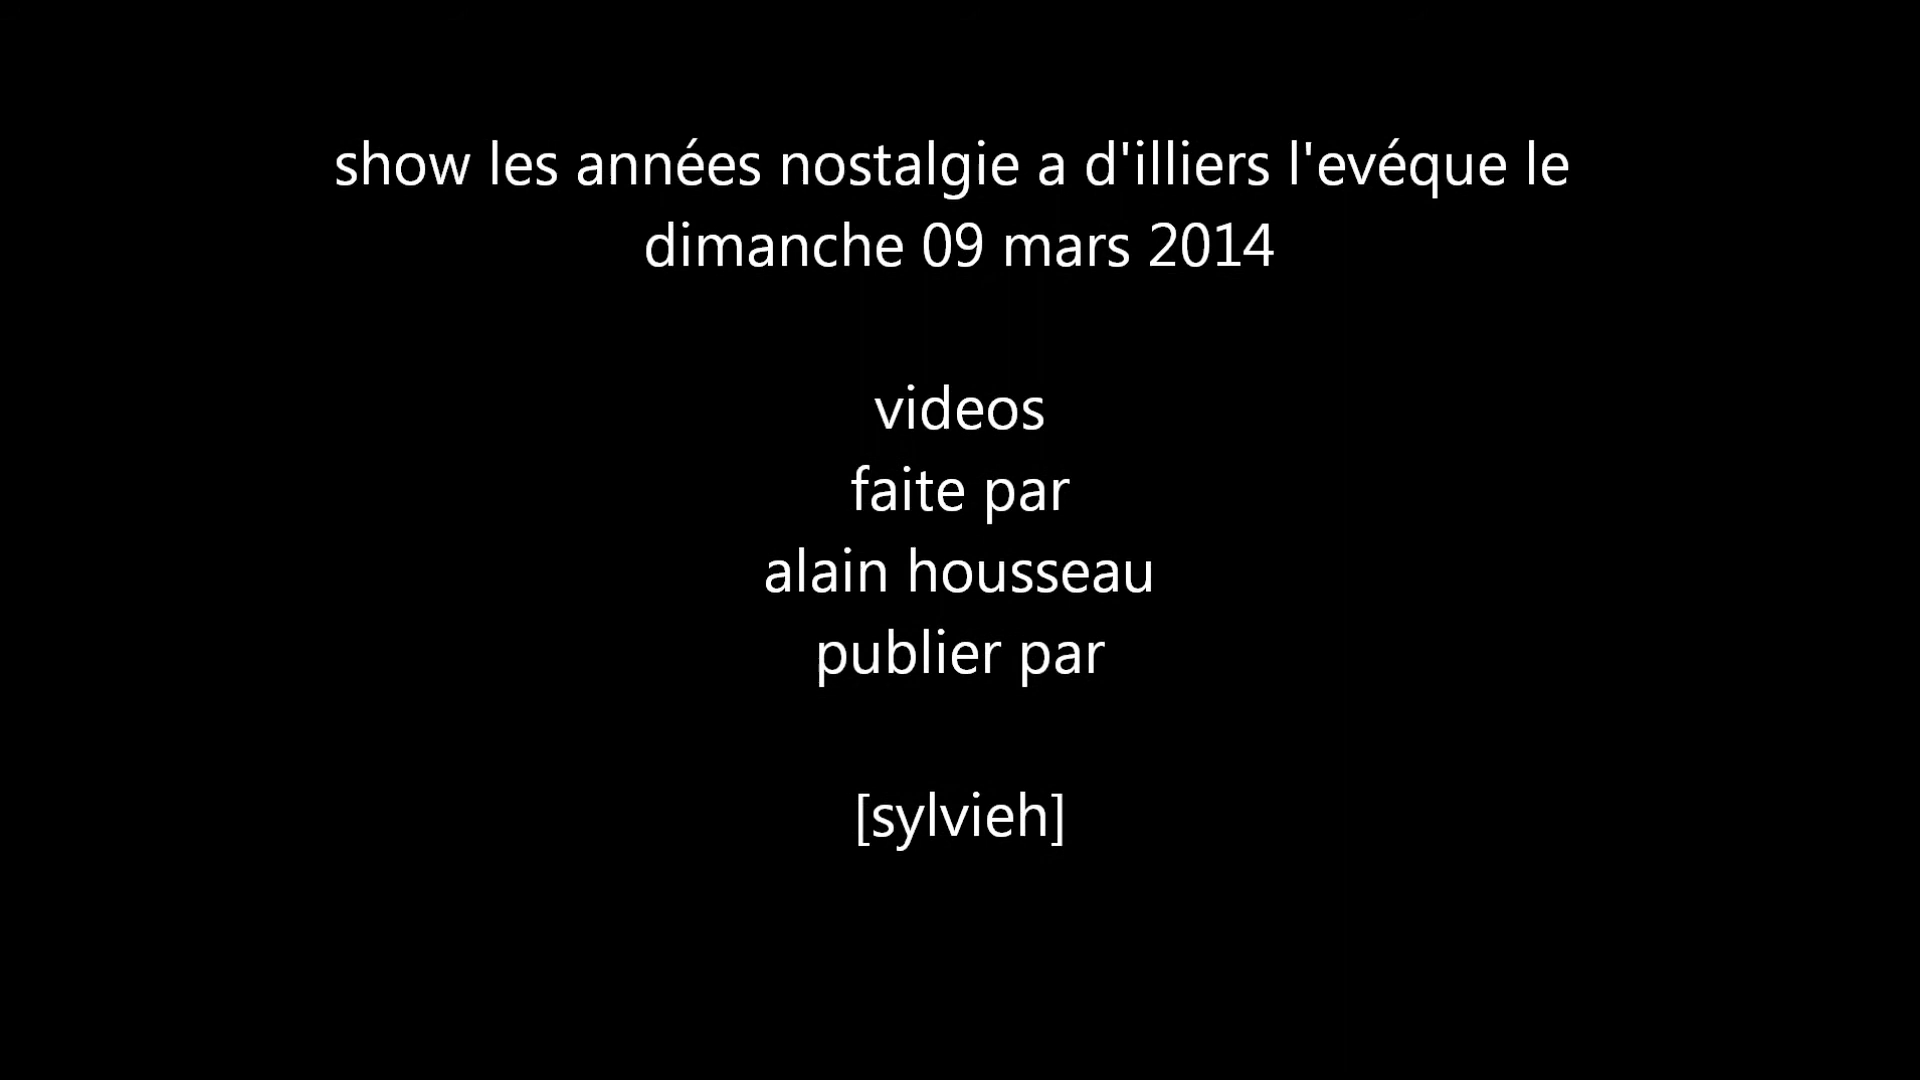 show les années nostalgie a d'illiers l'evéque le
dimanche 09 mars 2014
videos
faite par
alain housseau
publier par
[sylvieh]